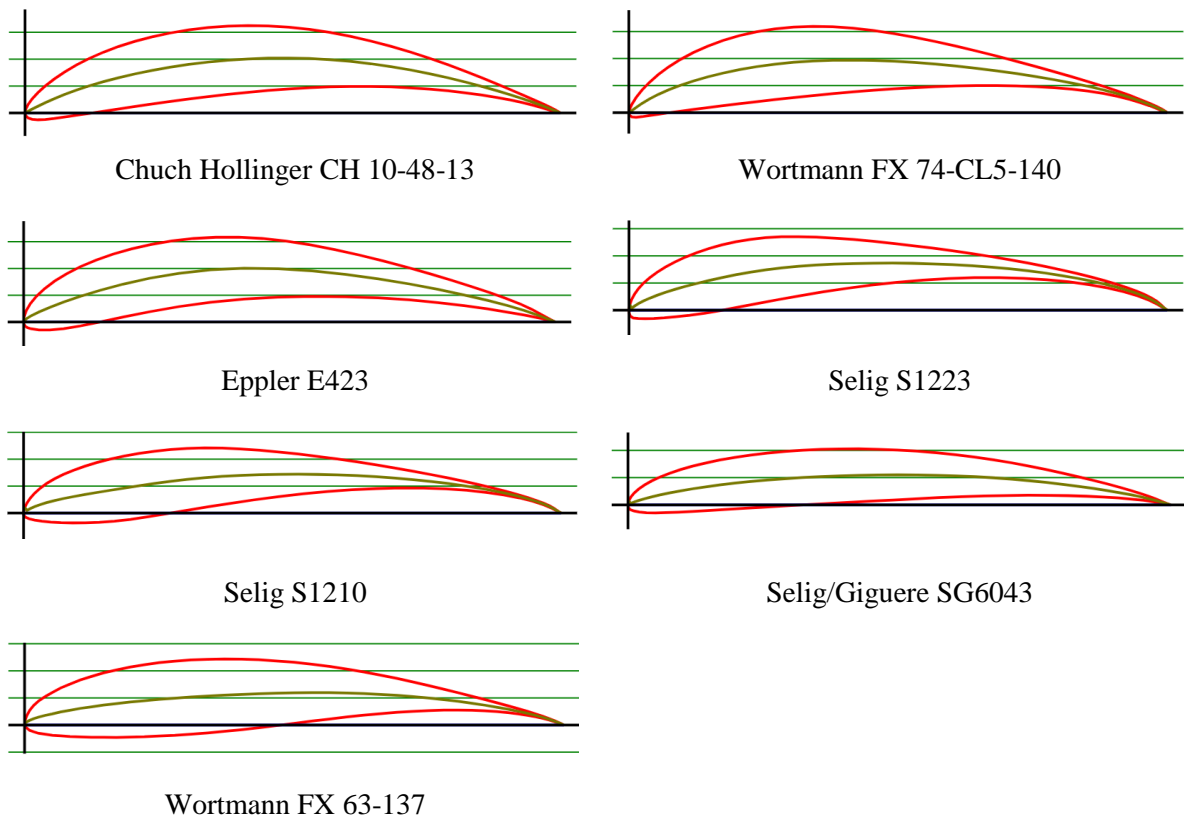 Chuch Hollinger CH 10-48-13
Wortmann FX 74-CL5-140
Eppler E423
Selig S1223
Selig S1210
Selig/Giguere SG6043
Wortmann FX 63-137